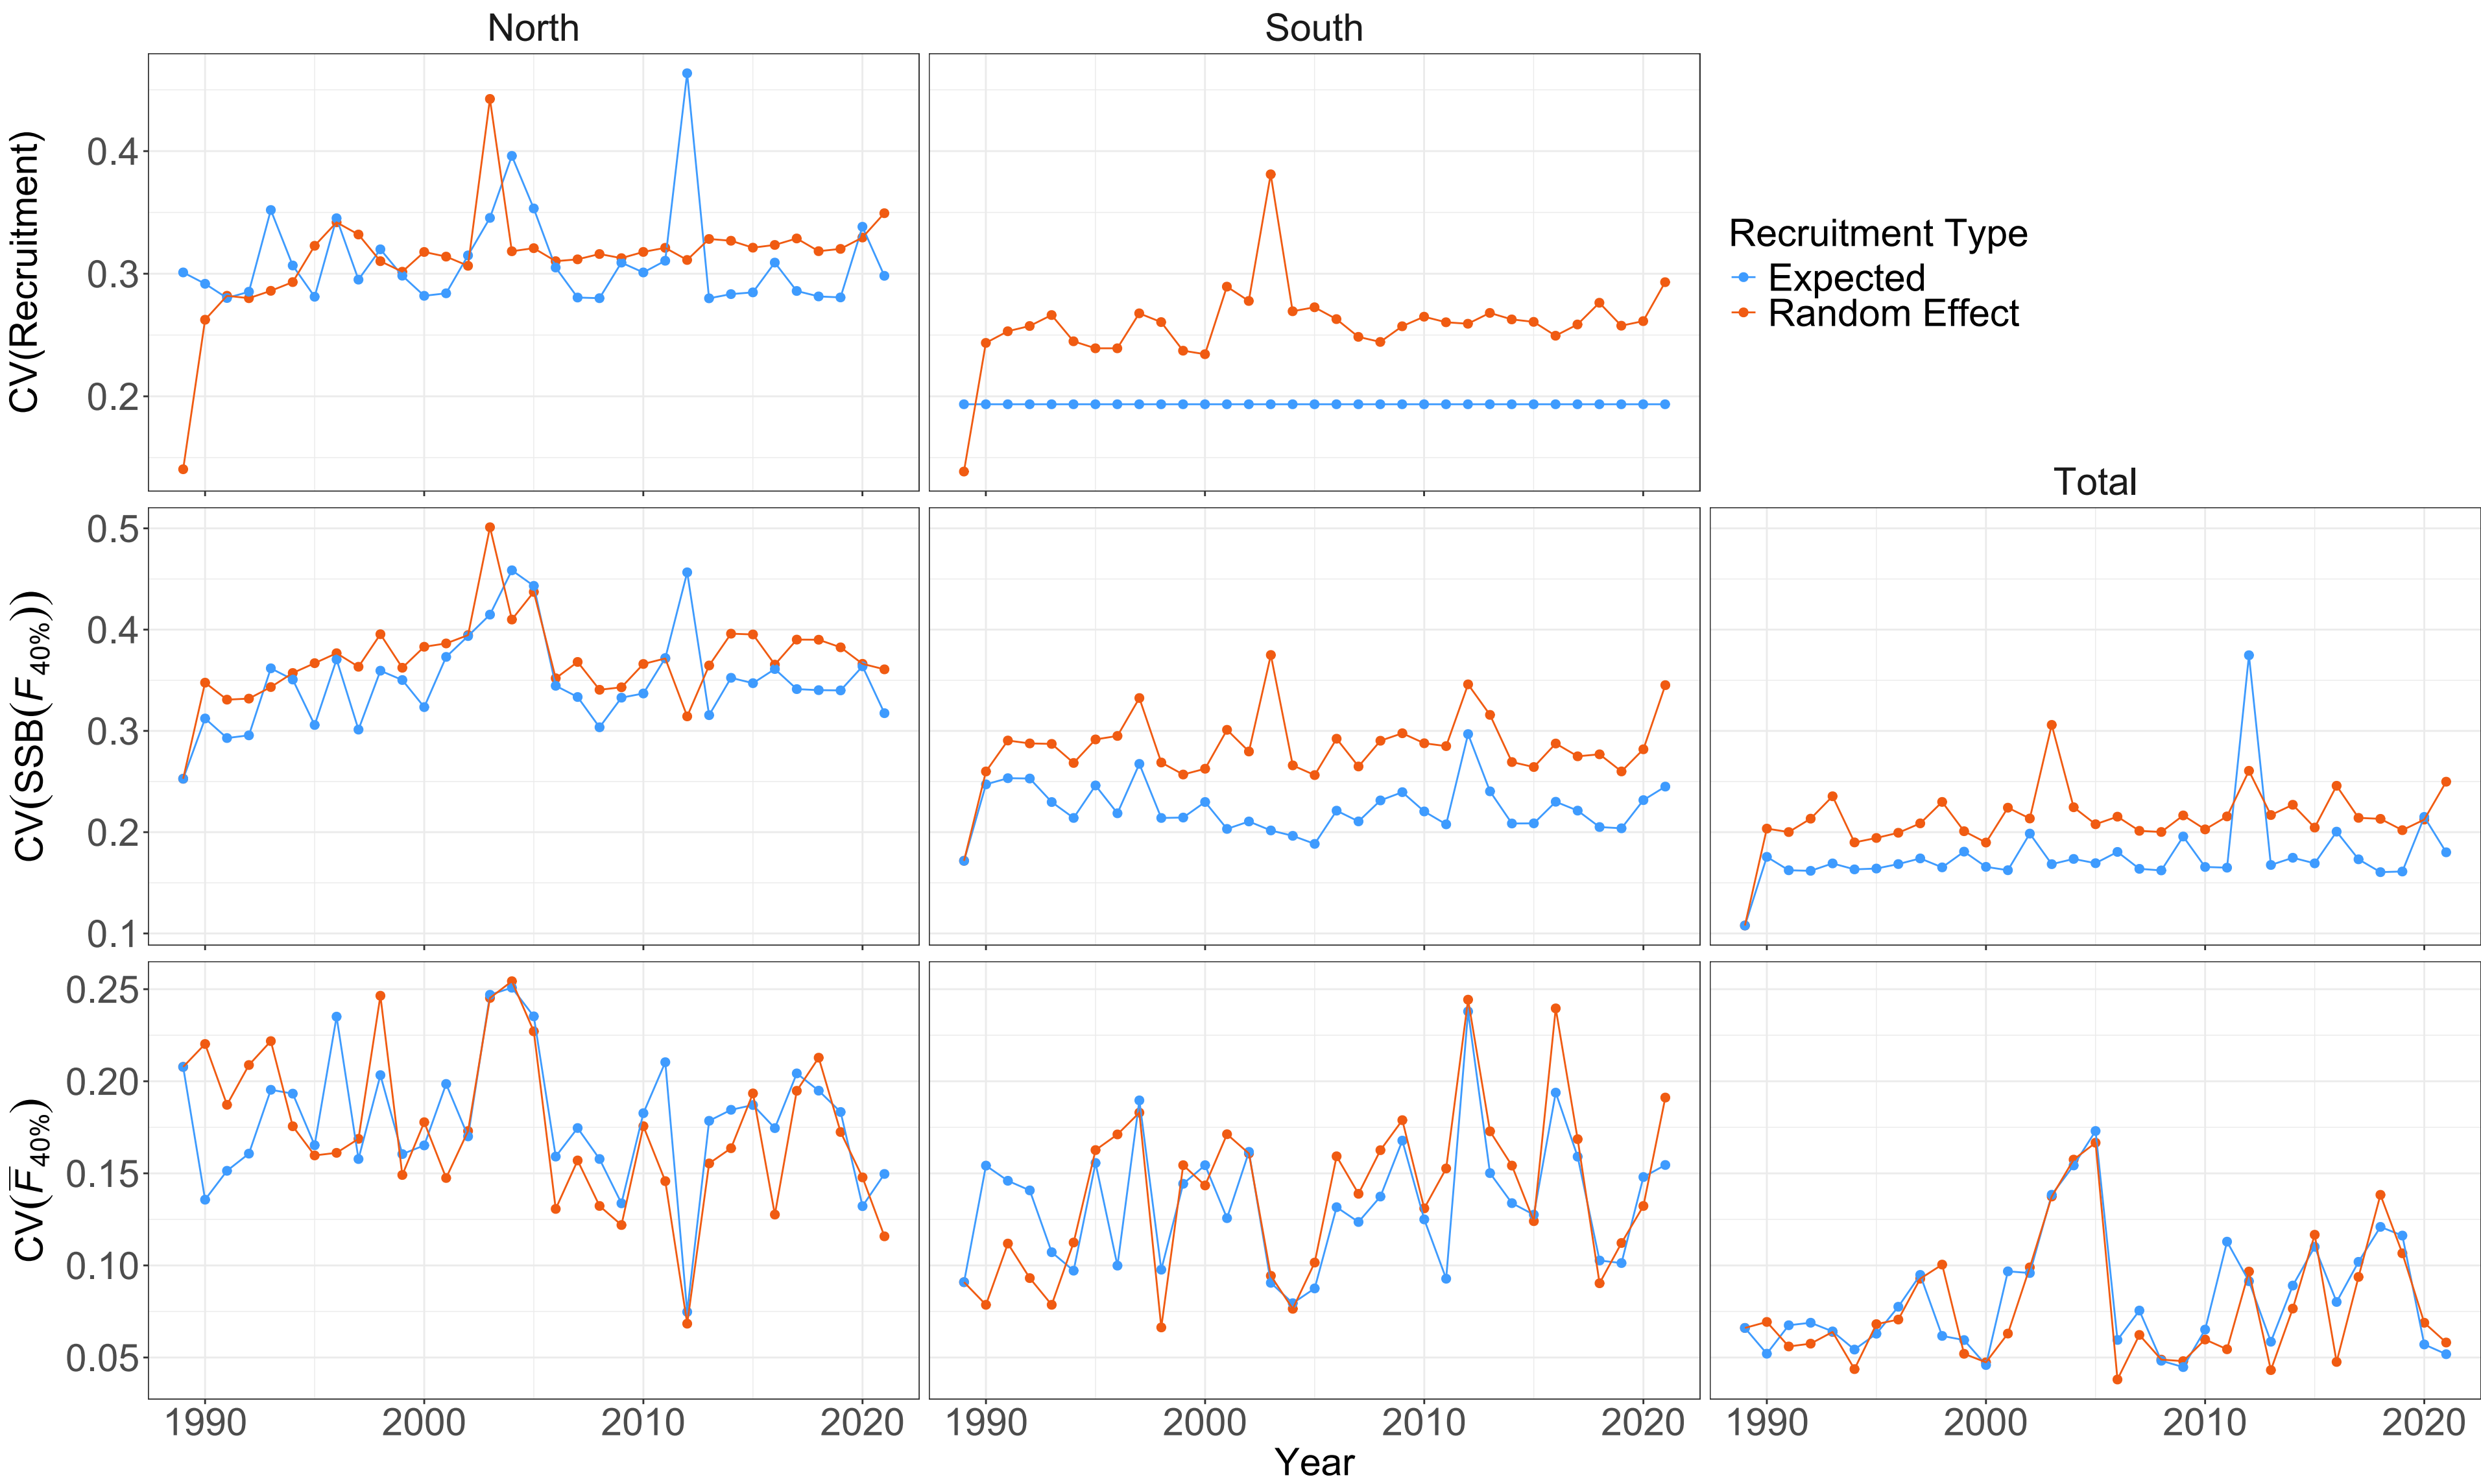 North
South
CV(Recruitment)
0.4
0.3
0.2
Recruitment Type
Expected
Random Effect
Total
CV(SSB(F40%))
0.5
0.4
0.3
0.2
0.1
CV(F̅40%)
0.25
0.20
0.15
0.10
0.05
1990 2000 2010 2020 1990 2000 2010 2020 1990 2000 2010 2020
Year